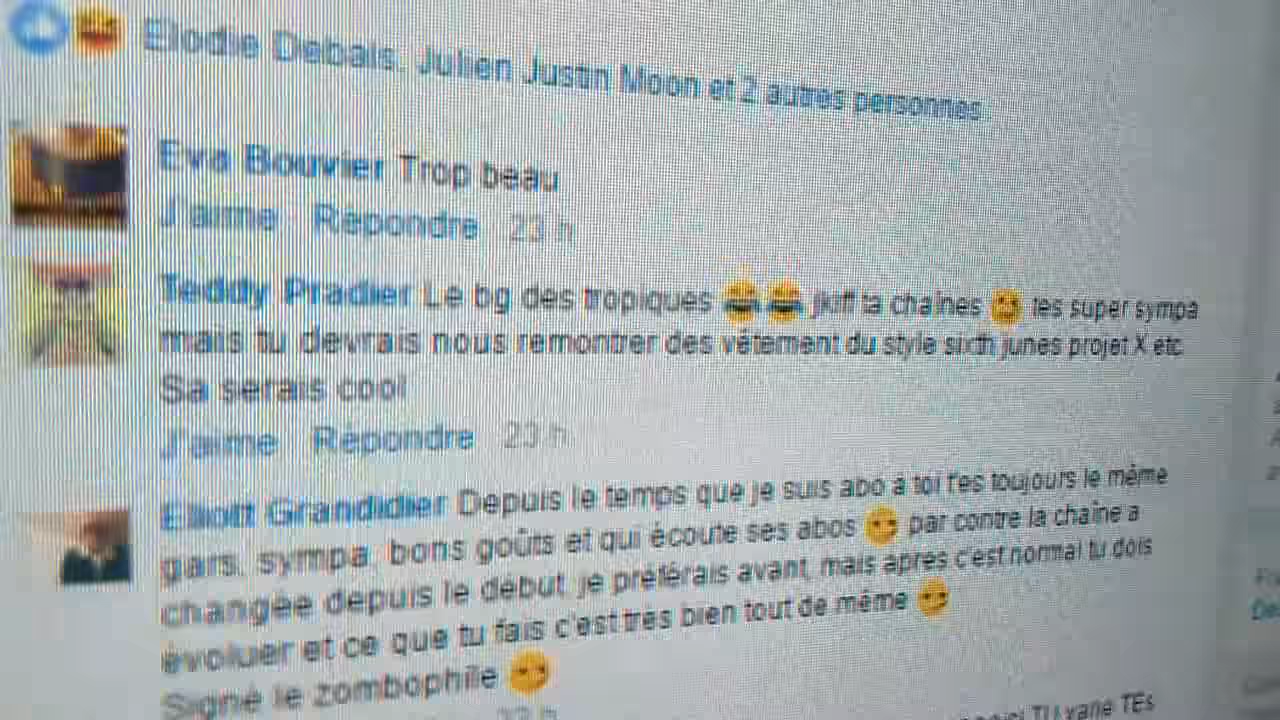 Elodie Debais, Julien Justin Moon et 2 autres personnes
Eva Bouvier Trop beau
J'aime Répondre 23 h
Teddy Pradier Le bg des tropiques 😂😂 jkiff ta chaînes 😊 tes super sympa
mais tu devrais nous remontrer des vêtement du style sixth junes projet X etc
Sa serais cool
J'aime Répondre 23 h
Elliott Grandidier Depuis le temps que je suis abo à toi t'es toujours le même
gars, sympa, bons goûts et qui écoute ses abos 😊 par contre la chaîne a
changée depuis le début, je préférais avant, mais après c'est normal tu dois
évoluer et ce que tu fais c'est très bien tout de même 😊
Signé le zombophile 😊
TU TEs